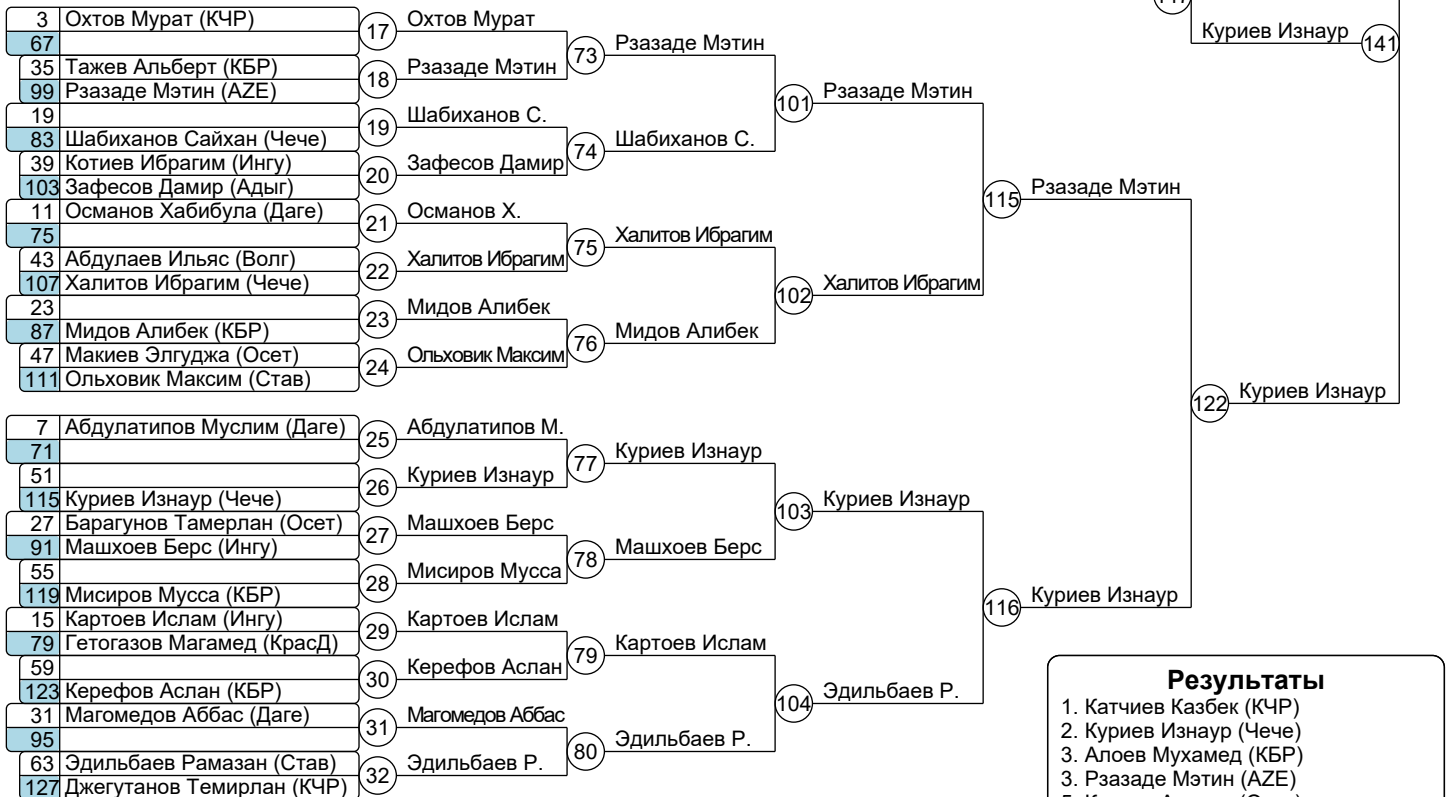 Куриев Изнаур 141
3 Охтов Мурат (КЧР)
67
17 Охтов Мурат
35 Тажев Альберт (КБР)
99 Рзазаде Мэтин (AZE)
18 Рзазаде Мэтин
73 Рзазаде Мэтин
19
83 Шабиханов Сайхан (Чече)
19 Шабиханов С.
39 Котиев Ибрагим (Ингу)
103 Зафесов Дамир (Адыг)
20 Зафесов Дамир
74 Шабиханов С.
101 Рзазаде Мэтин
11 Османов Хабибула (Даге)
75
21 Османов Х.
43 Абдулаев Ильяс (Волг)
107 Халитов Ибрагим (Чече)
22 Халитов Ибрагим
75 Халитов Ибрагим
23
87 Мидов Алибек (КБР)
23 Мидов Алибек
47 Макиев Элгуджа (Осет)
111 Ольховик Максим (Став)
24 Ольховик Максим
76 Мидов Алибек
102 Халитов Ибрагим
115 Рзазаде Мэтин
7 Абдулатипов Муслим (Даге)
71
25 Абдулатипов М.
51
115 Куриев Изнаур (Чече)
26 Куриев Изнаур
77 Куриев Изнаур
27 Барагунов Тамерлан (Осет)
91 Машхоев Берс (Ингу)
27 Машхоев Берс
55
119 Мисиров Мусса (КБР)
28 Мисиров Мусса
78 Машхоев Берс
103 Куриев Изнаур
15 Картоев Ислам (Ингу)
79 Гетогазов Магамед (КрасД)
29 Картоев Ислам
59
123 Керефов Аслан (КБР)
30 Керефов Аслан
79 Картоев Ислам
31 Магомедов Аббас (Даге)
95
31 Магомедов Аббас
63 Эдильбаев Рамазан (Став)
127 Джегутанов Темирлан (КЧР)
32 Эдильбаев Р.
80 Эдильбаев Р.
104 Эдильбаев Р.
116 Куриев Изнаур
122 Куриев Изнаур
Результаты
1. Катчиев Казбек (КЧР)
2. Куриев Изнаур (Чече)
3. Алоев Мухамед (КБР)
3. Рзазаде Мэтин (AZE)